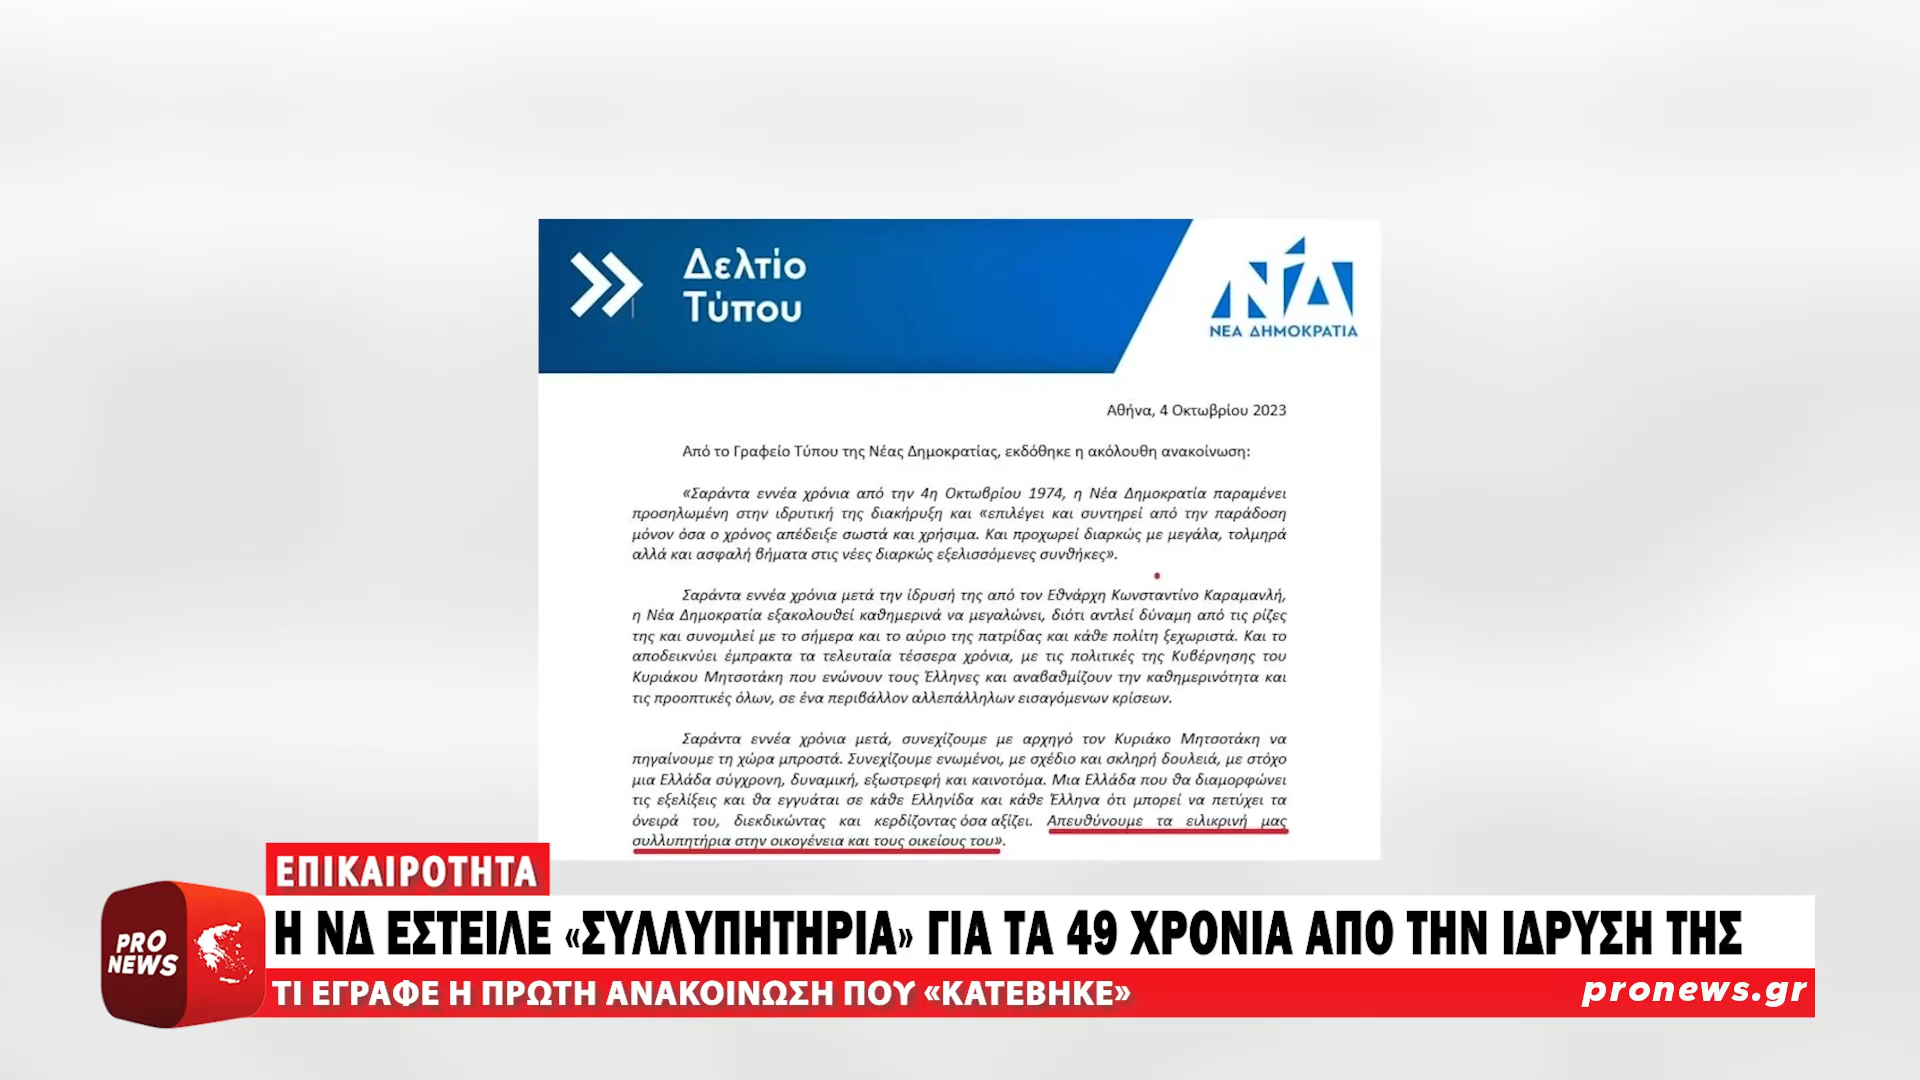 Δελτίο
Τύπου
ΝΔ
ΝΕΑ ΔΗΜΟΚΡΑΤΙΑ
Αθήνα, 4 Οκτωβρίου 2023
Από το Γραφείο Τύπου της Νέας Δημοκρατίας, εκδόθηκε η ακόλουθη ανακοίνωση:
«Σαράντα εννέα χρόνια από την 4η Οκτωβρίου 1974, η Νέα Δημοκρατία παραμένει
προσηλωμένη στην ιδρυτική της διακήρυξη και «επιλέγει και συντηρεί από την παράδοση
μόνον όσα ο χρόνος απέδειξε σωστά και χρήσιμα. Και προχωρεί διαρκώς με μεγάλα, τολμηρά
αλλά και ασφαλή βήματα στις νέες διαρκώς εξελισσόμενες συνθήκες».
Σαράντα εννέα χρόνια μετά την ίδρυσή της από τον Εθνάρχη Κωνσταντίνο Καραμανλή,
η Νέα Δημοκρατία εξακολουθεί καθημερινά να μεγαλώνει, διότι αντλεί δύναμη από τις ρίζες
της και συνομιλεί με το σήμερα και το αύριο της πατρίδας και κάθε πολίτη ξεχωριστά. Και το
αποδεικνύει έμπρακτα τα τελευταία τέσσερα χρόνια, με τις πολιτικές της Κυβέρνησης του
Κυριάκου Μητσοτάκη που ενώνουν τους Έλληνες και αναβαθμίζουν την καθημερινότητα και
τις προοπτικές όλων, σε ένα περιβάλλον αλλεπάλληλων εισαγόμενων κρίσεων.
Σαράντα εννέα χρόνια μετά, συνεχίζουμε με αρχηγό τον Κυριάκο Μητσοτάκη να
πηγαίνουμε τη χώρα μπροστά. Συνεχίζουμε ενωμένοι, με σχέδιο και σκληρή δουλειά, με στόχο
μια Ελλάδα σύγχρονη, δυναμική, εξωστρεφή και καινοτόμα. Μια Ελλάδα που θα διαμορφώνει
τις εξελίξεις και θα εγγυάται σε κάθε Ελληνίδα και κάθε Έλληνα ότι μπορεί να πετύχει τα
όνειρά του, διεκδικώντας και κερδίζοντας όσα αξίζει. Απευθύνουμε τα ειλικρινή μας
συλλυπητήρια στην οικογένεια και τους οικείους του».
ΕΠΙΚΑΙΡΟΤΗΤΑ
PRO
NEWS
Η ΝΔ ΕΣΤΕΙΛΕ «ΣΥΛΛΥΠΗΤΗΡΙΑ» ΓΙΑ ΤΑ 49 ΧΡΟΝΙΑ ΑΠΟ ΤΗΝ ΙΔΡΥΣΗ ΤΗΣ
ΤΙ ΕΓΡΑΦΕ Η ΠΡΩΤΗ ΑΝΑΚΟΙΝΩΣΗ ΠΟΥ «ΚΑΤΕΒΗΚΕ»
pronews.gr